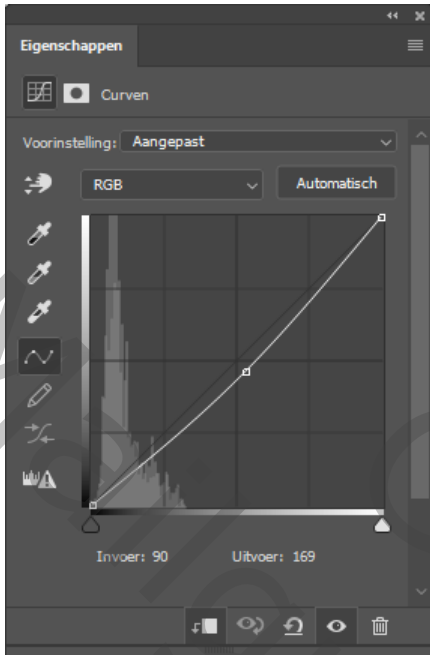 Eigenschappen
Curven
Voorinstelling: Aangepast
RGB
Automatisch
Invoer: 90 Uitvoer: 169